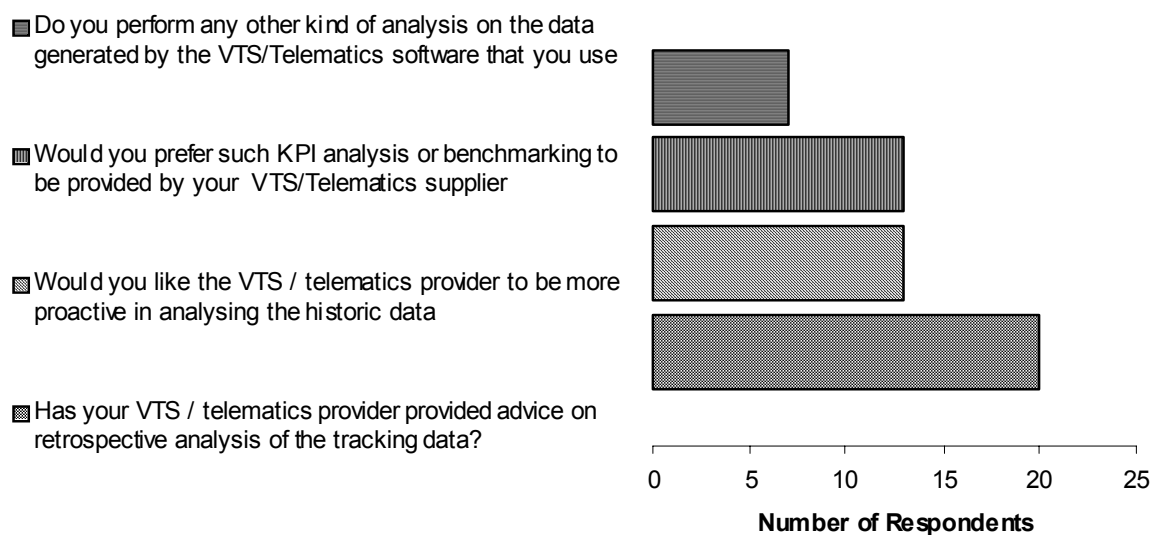 Do you perform any other kind of analysis on the data
generated by the VTS/Telematics software that you use
Would you prefer such KPI analysis or benchmarking to
be provided by your VTS/Telematics supplier
Would you like the VTS / telematics provider to be more
proactive in analysing the historic data
Has your VTS / telematics provider provided advice on
retrospective analysis of the tracking data?
0 5 10 15 20 25
Number of Respondents